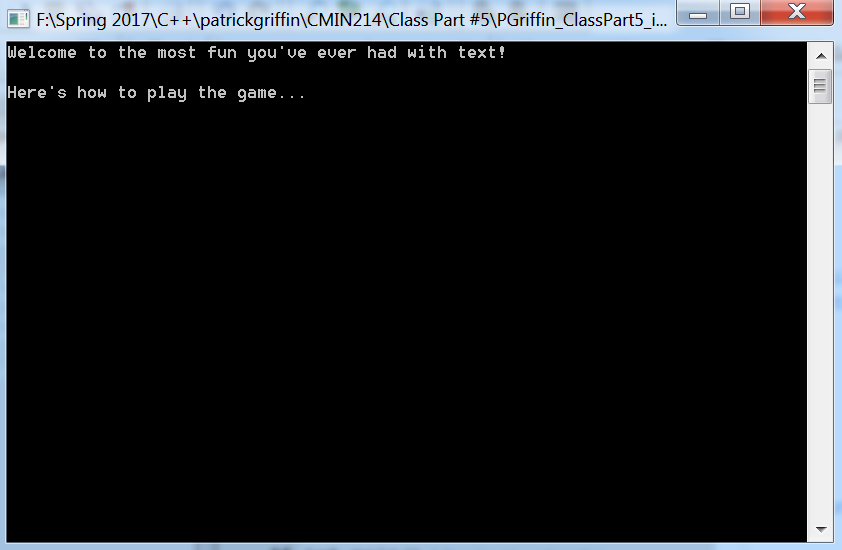 F:\Spring 2017\C++\patrickgriffin\CMIN214\Class Part #5\PGriffin_ClassPart5_i...
Welcome to the most fun you've ever had with text!
Here's how to play the game...